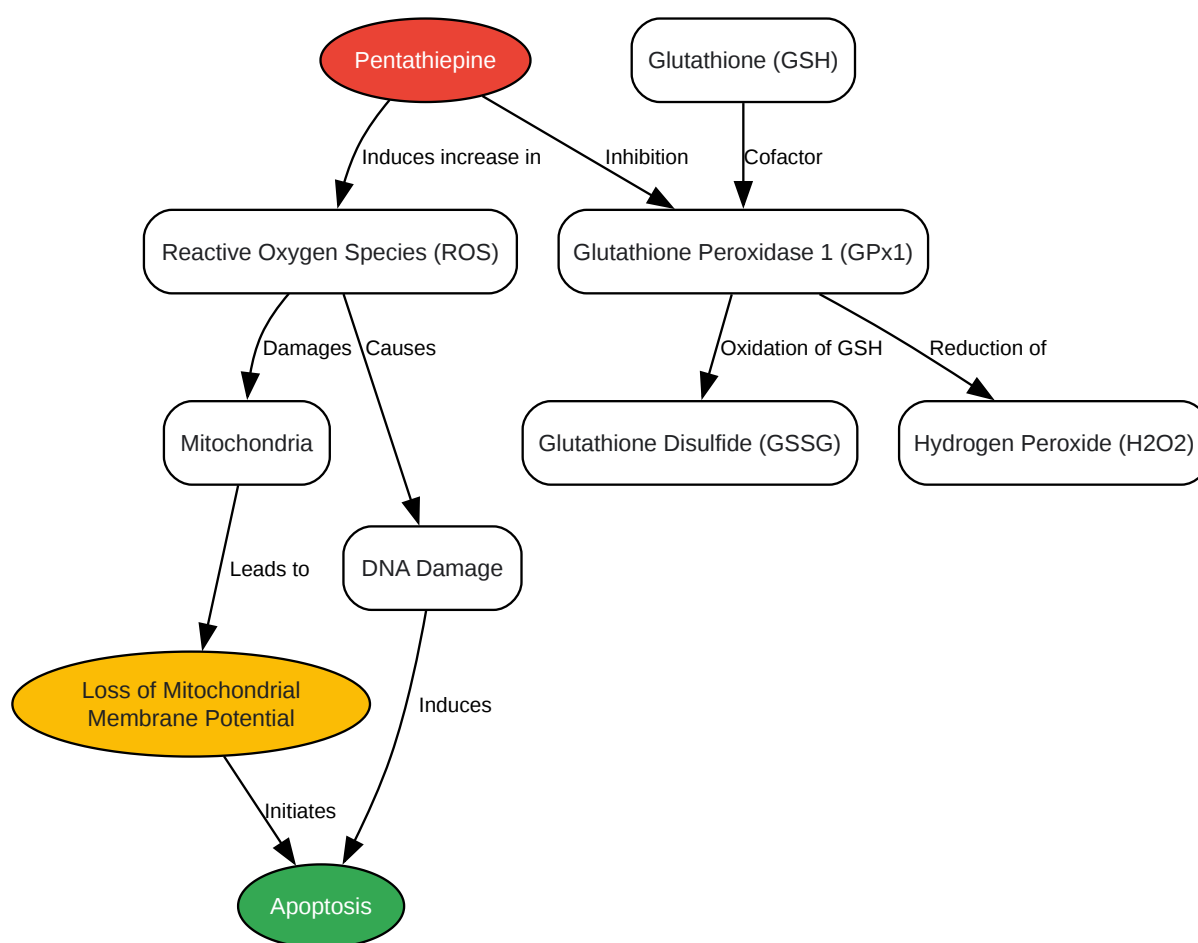 Pentathiepine
Glutathione (GSH)
Induces increase in
Inhibition
Cofactor
Reactive Oxygen Species (ROS)
Glutathione Peroxidase 1 (GPx1)
Damages
Causes
Oxidation of GSH
Reduction of
Mitochondria
Glutathione Disulfide (GSSG)
Hydrogen Peroxide (H2O2)
Leads to
DNA Damage
Loss of Mitochondrial
Membrane Potential
Induces
Initiates
Apoptosis